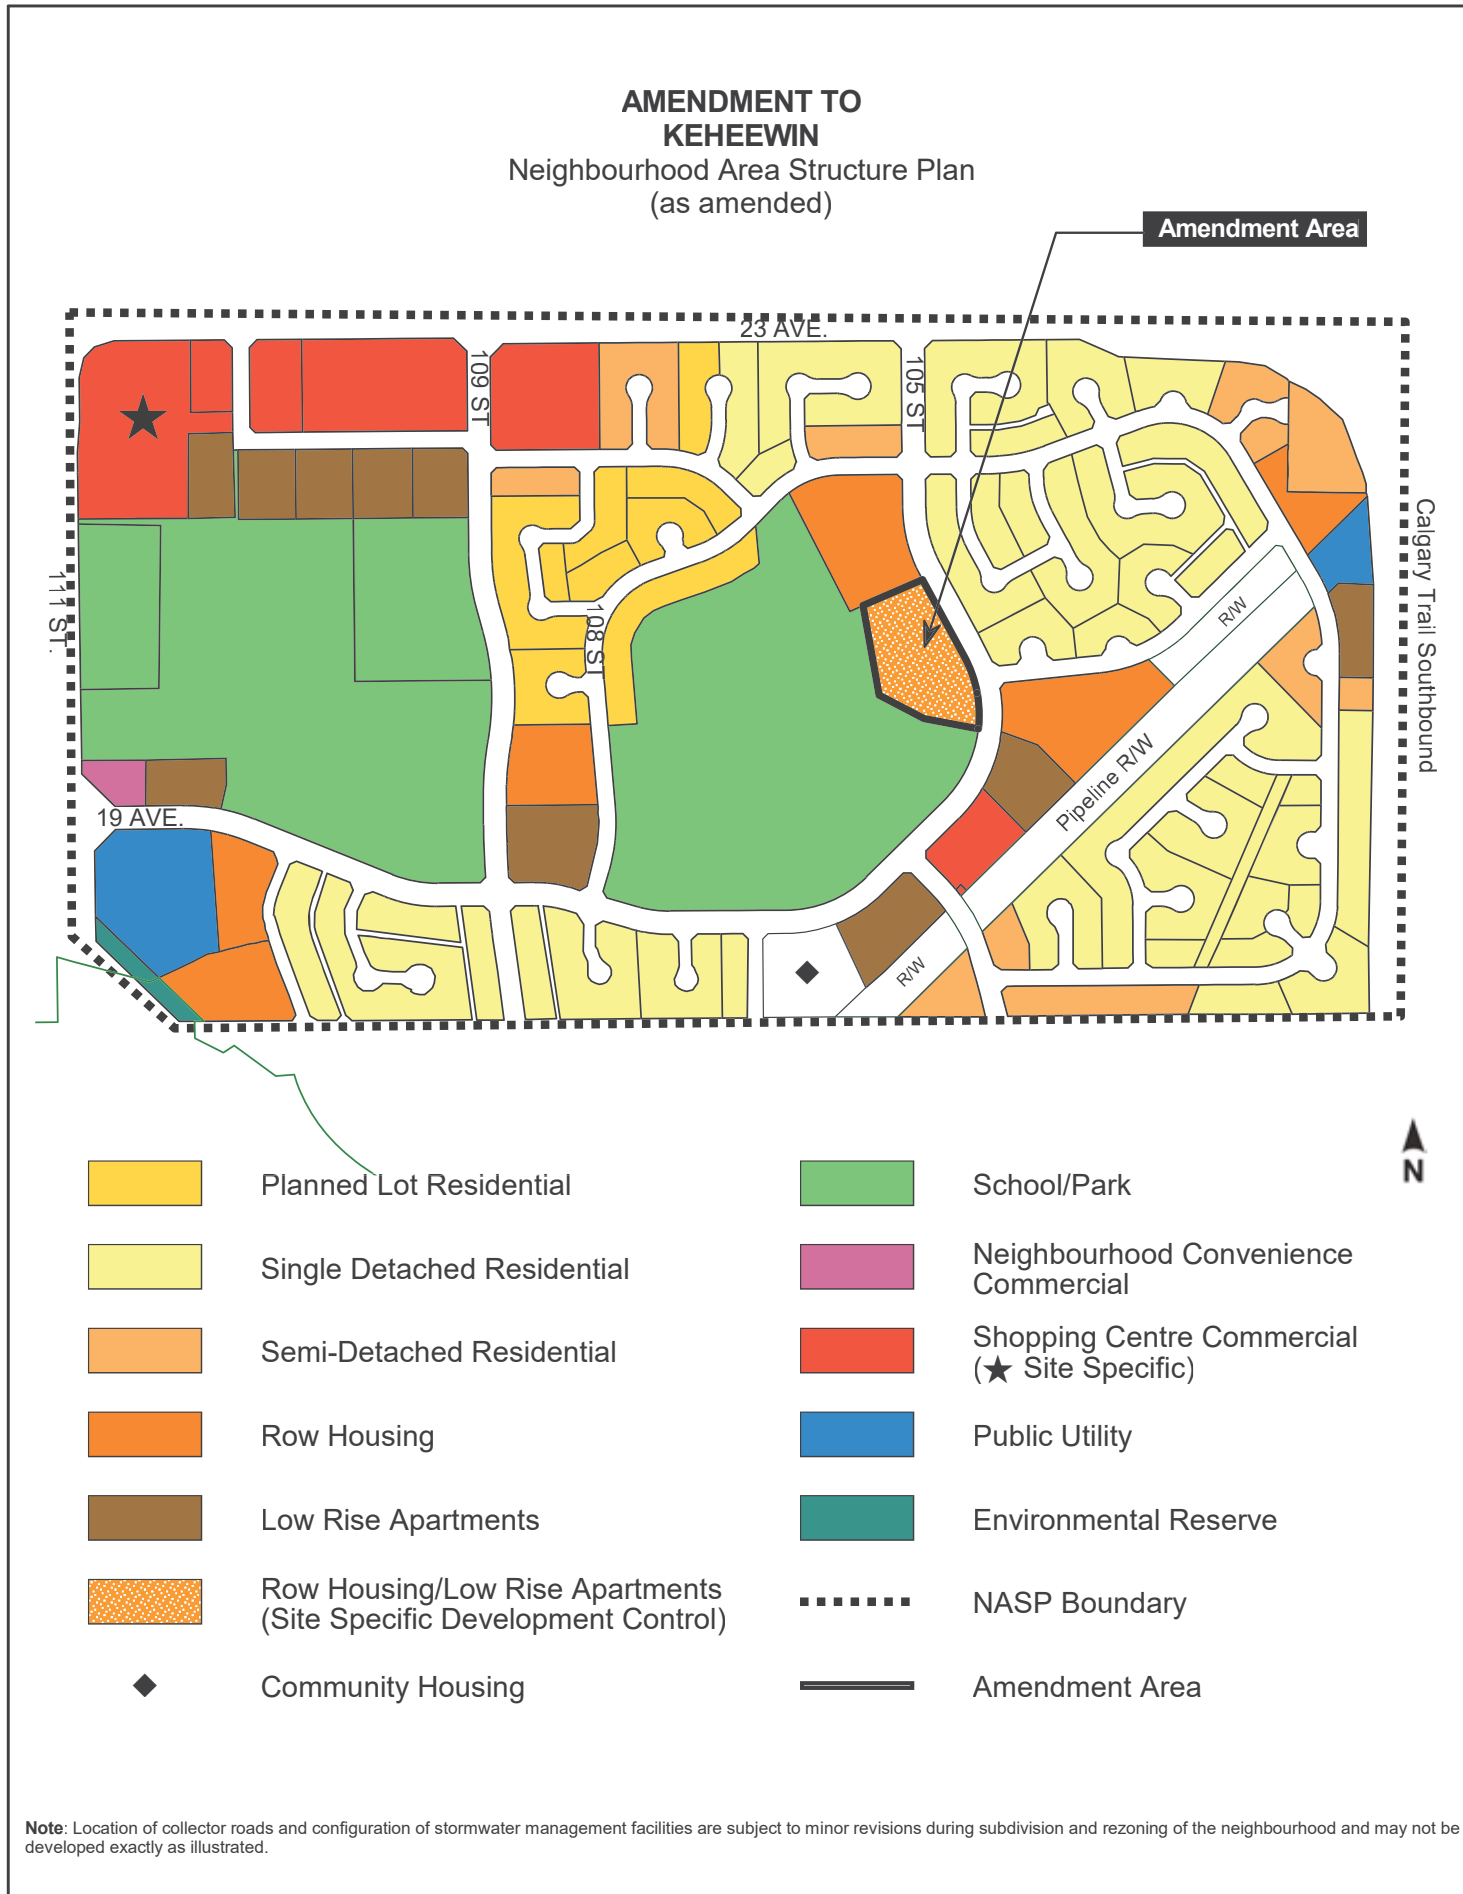 AMENDMENT TO
KEHEEWIN
Neighbourhood Area Structure Plan
(as amended)
Amendment Area
23 AVE.
109 ST
105 ST
111 ST.
108 ST
Calgary Trail Southbound
R/W
Pipeline R/W
19 AVE.
R/W
N
Planned Lot Residential
Single Detached Residential
Semi-Detached Residential
Row Housing
Low Rise Apartments
Row Housing/Low Rise Apartments
(Site Specific Development Control)
Community Housing
School/Park
Neighbourhood Convenience
Commercial
Shopping Centre Commercial
(★ Site Specific)
Public Utility
Environmental Reserve
NASP Boundary
Amendment Area
Note: Location of collector roads and configuration of stormwater management facilities are subject to minor revisions during subdivision and rezoning of the neighbourhood and may not be
developed exactly as illustrated.